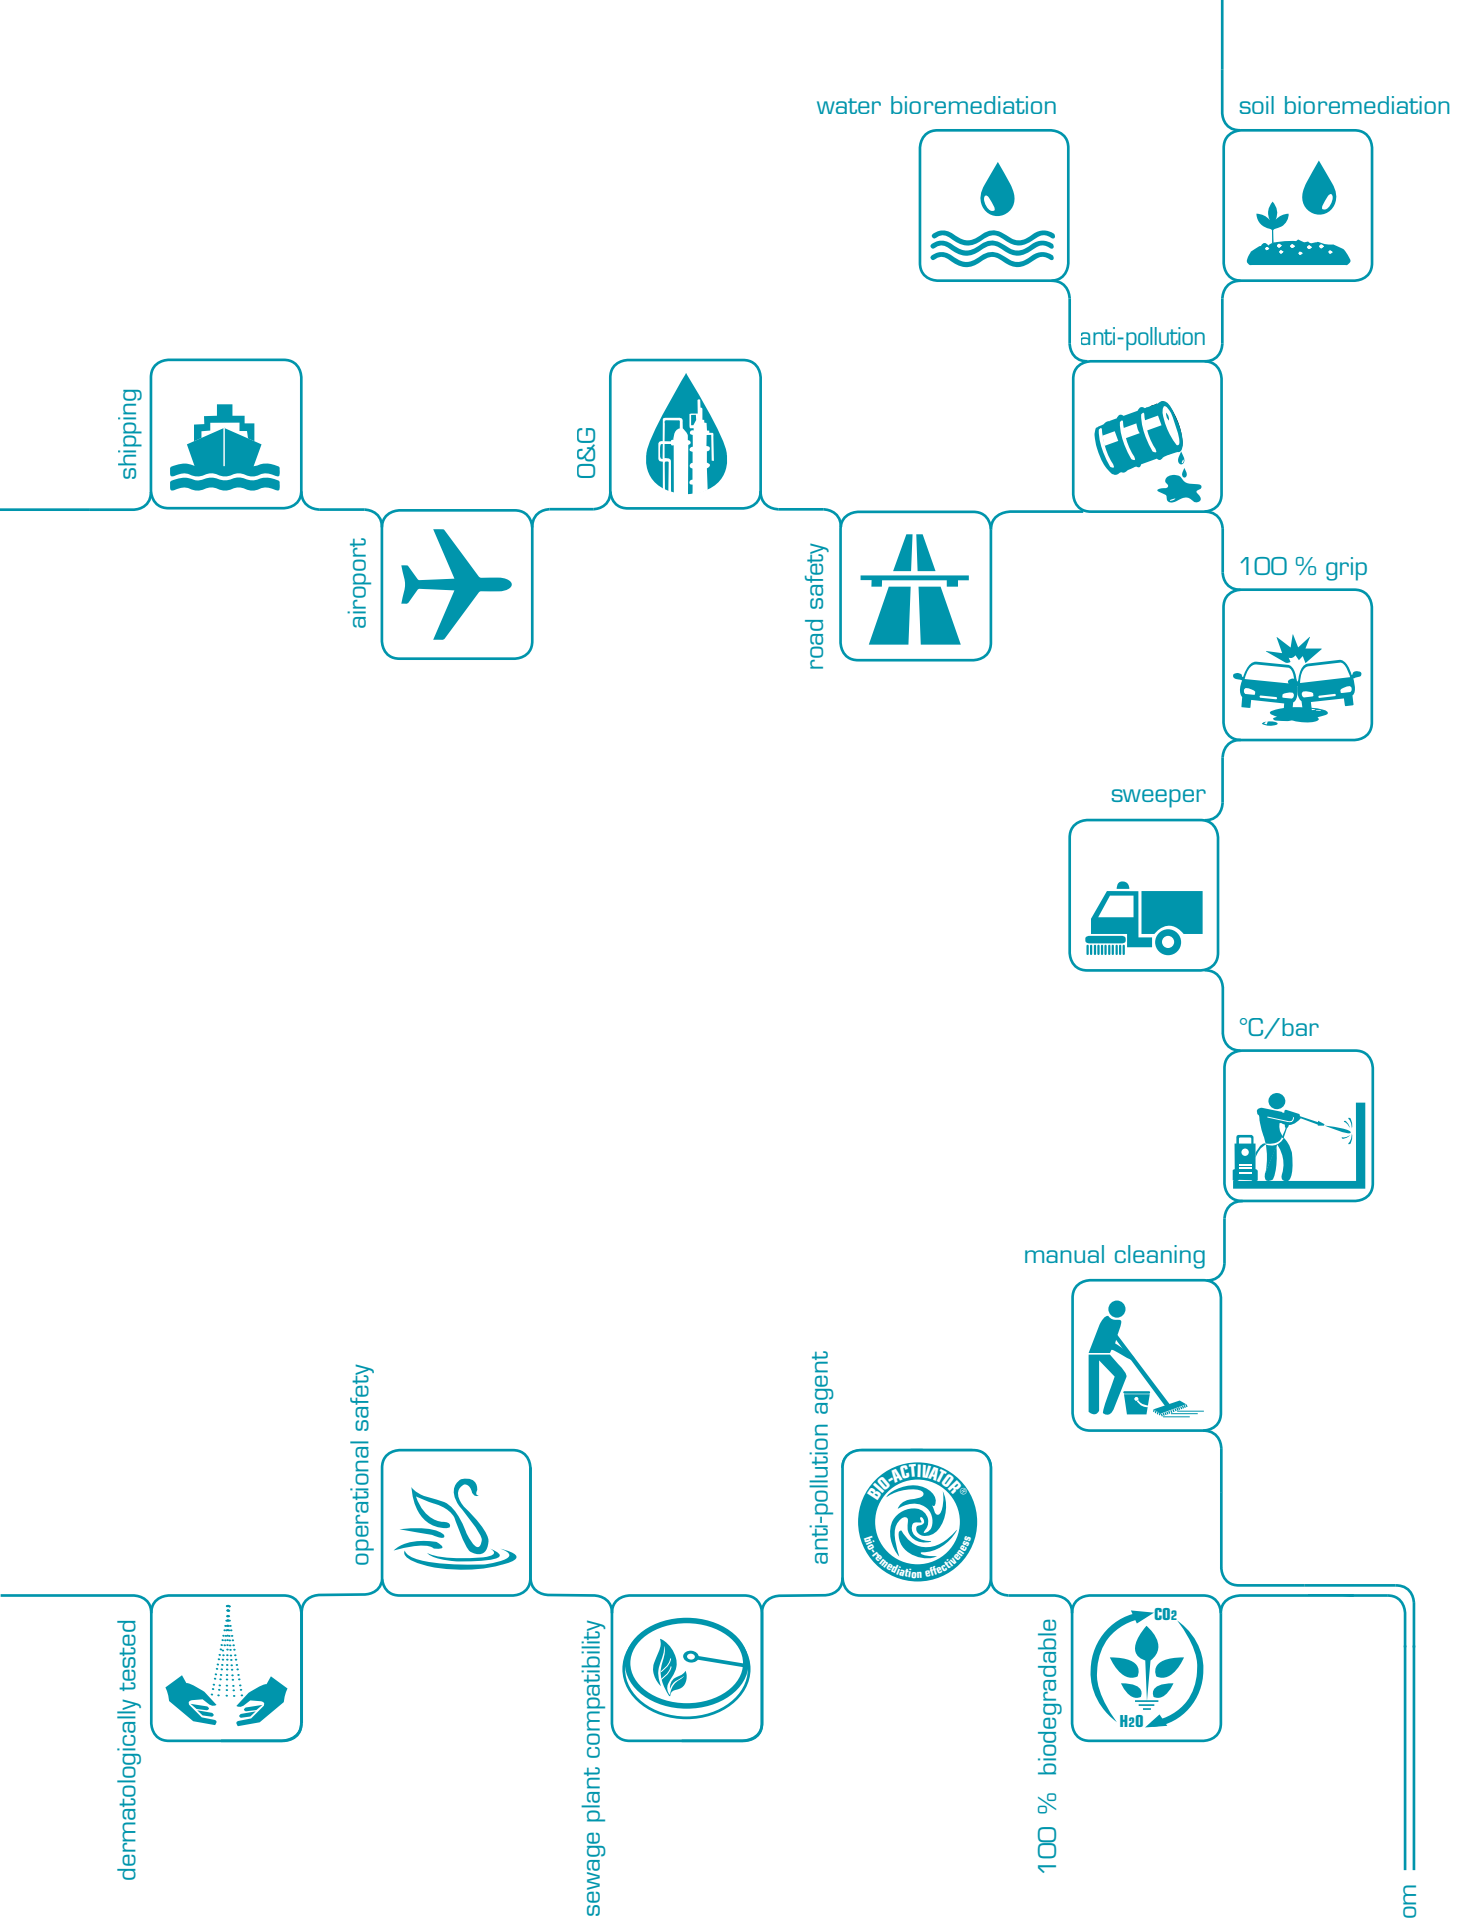 water bioremediation
soil bioremediation
anti-pollution
shipping
O&G
airoport
road safety
100 % grip
sweeper
°C/bar
manual cleaning
operational safety
anti-pollution agent
BIO-ACTIVATOR®
bio-remediation effectiveness
dermatologically tested
sewage plant compatibility
100 % biodegradable
CO2
H2O
om